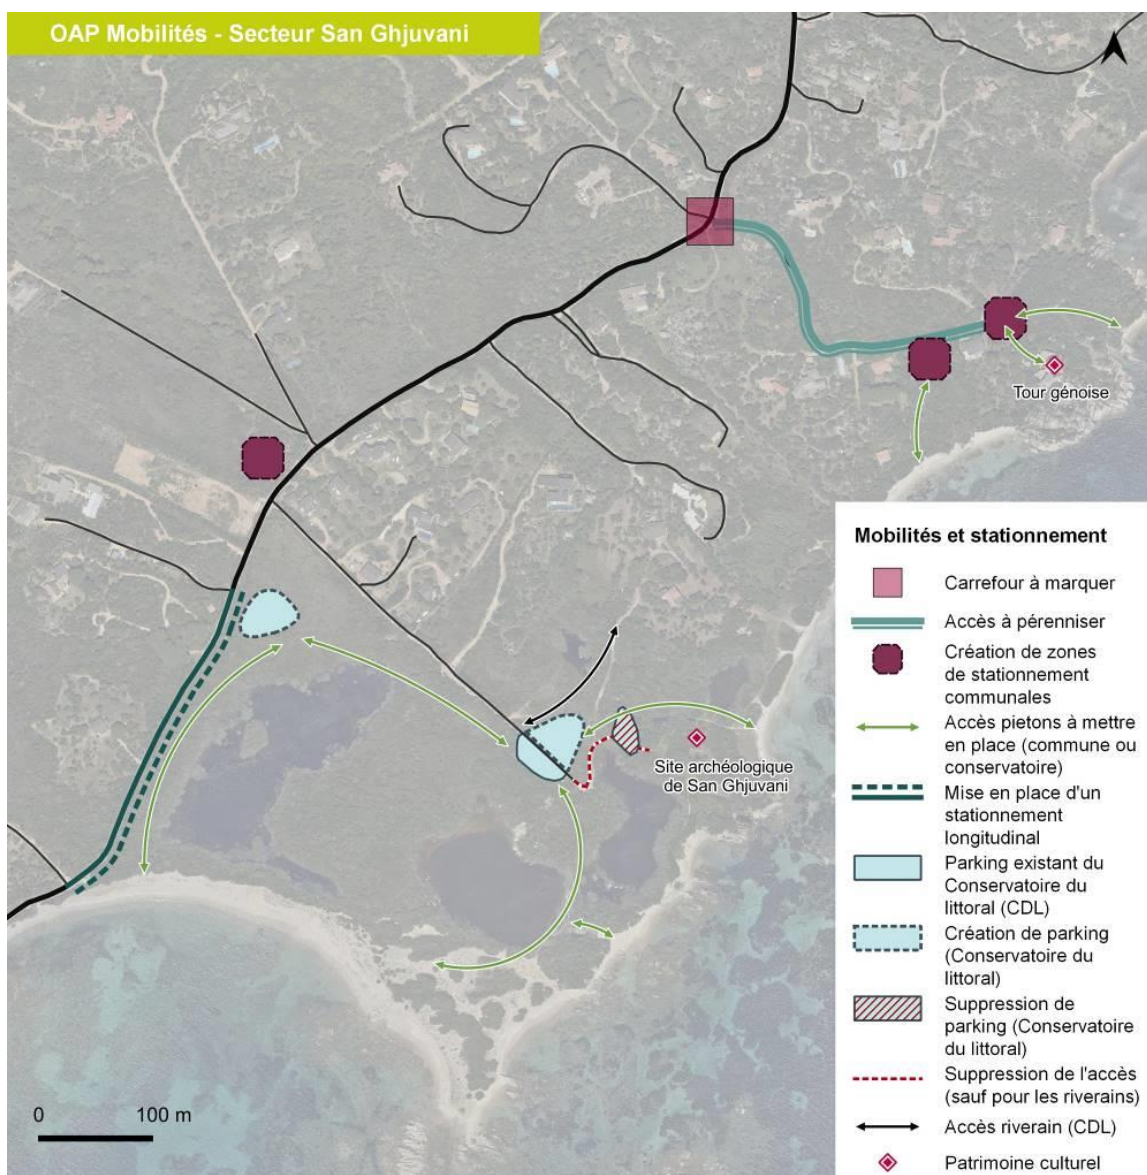 OAP Mobilités - Secteur San Ghjuvani
Tour génoise
Site archéologique
de San Ghjuvani
Mobilités et stationnement
Carrefour à marquer
Accès à pérenniser
Création de zones
de stationnement
communales
Accès pietons à mettre
en place (commune ou
conservatoire)
Mise en place d'un
stationnement
longitudinal
Parking existant du
Conservatoire du
littoral (CDL)
Création de parking
(Conservatoire du
littoral)
Suppression de
parking (Conservatoire
du littoral)
Suppression de l'accès
(sauf pour les riverains)
Accès riverain (CDL)
Patrimoine culturel
0 100 m